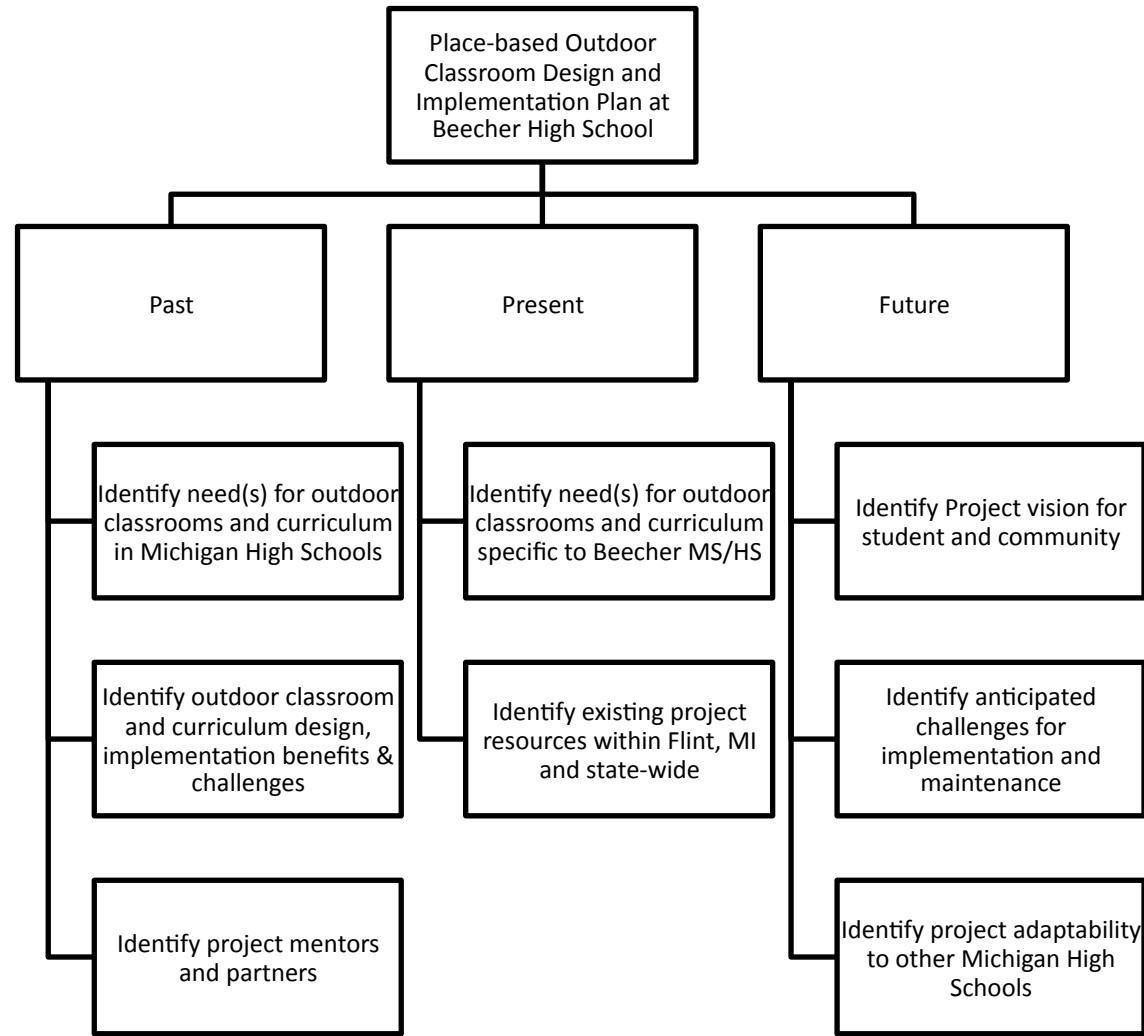 Place-based Outdoor
Classroom Design and
Implementation Plan at
Beecher High School
Past
Present
Future
Identify need(s) for outdoor
classrooms and curriculum
in Michigan High Schools
Identify outdoor classroom
and curriculum design,
implementation benefits &
challenges
Identify project mentors
and partners
Identify need(s) for outdoor
classrooms and curriculum
specific to Beecher MS/HS
Identify existing project
resources within Flint, MI
and state-wide
Identify Project vision for
student and community
Identify anticipated
challenges for
implementation and
maintenance
Identify project adaptability
to other Michigan High
Schools